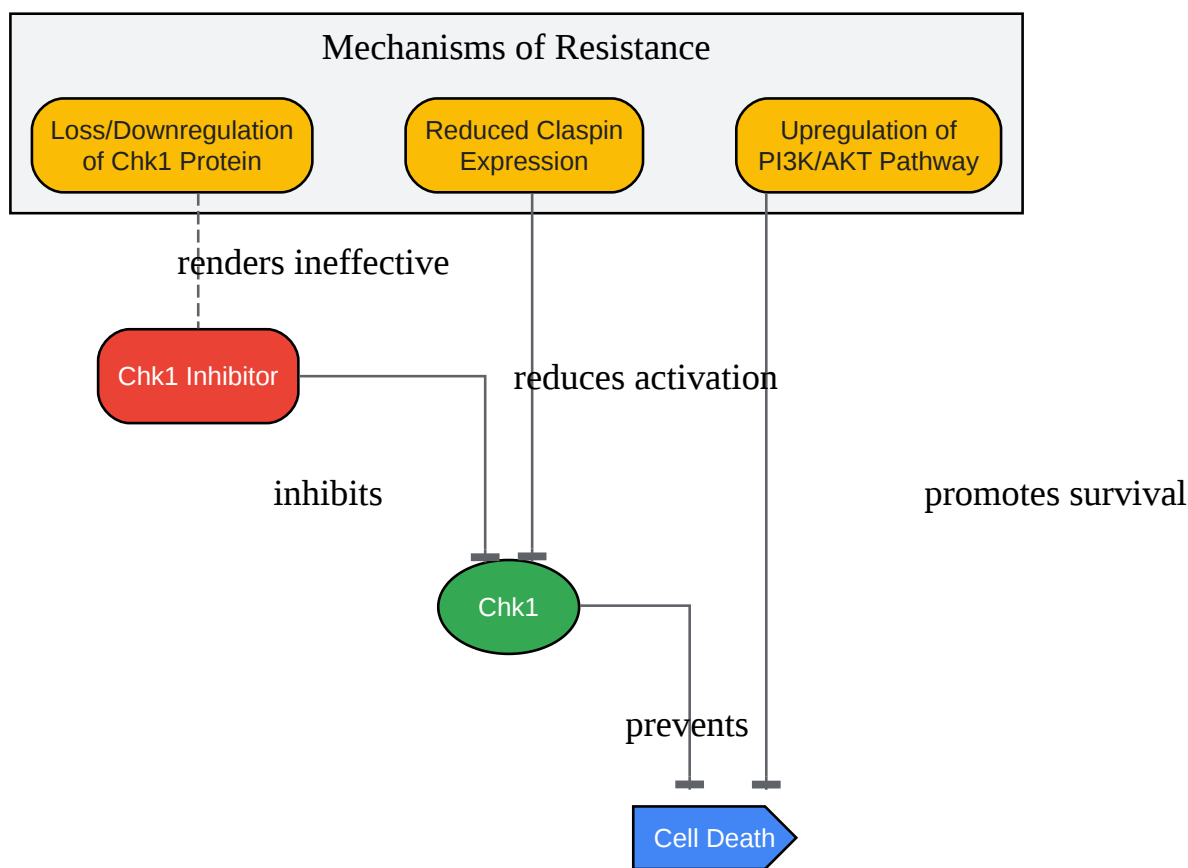 Mechanisms of Resistance
Loss/Downregulation
of Chk1 Protein
Reduced Claspin
Expression
Upregulation of
PI3K/AKT Pathway
renders ineffective
Chk1 Inhibitor
reduces activation
inhibits
promotes survival
Chk1
prevents
Cell Death